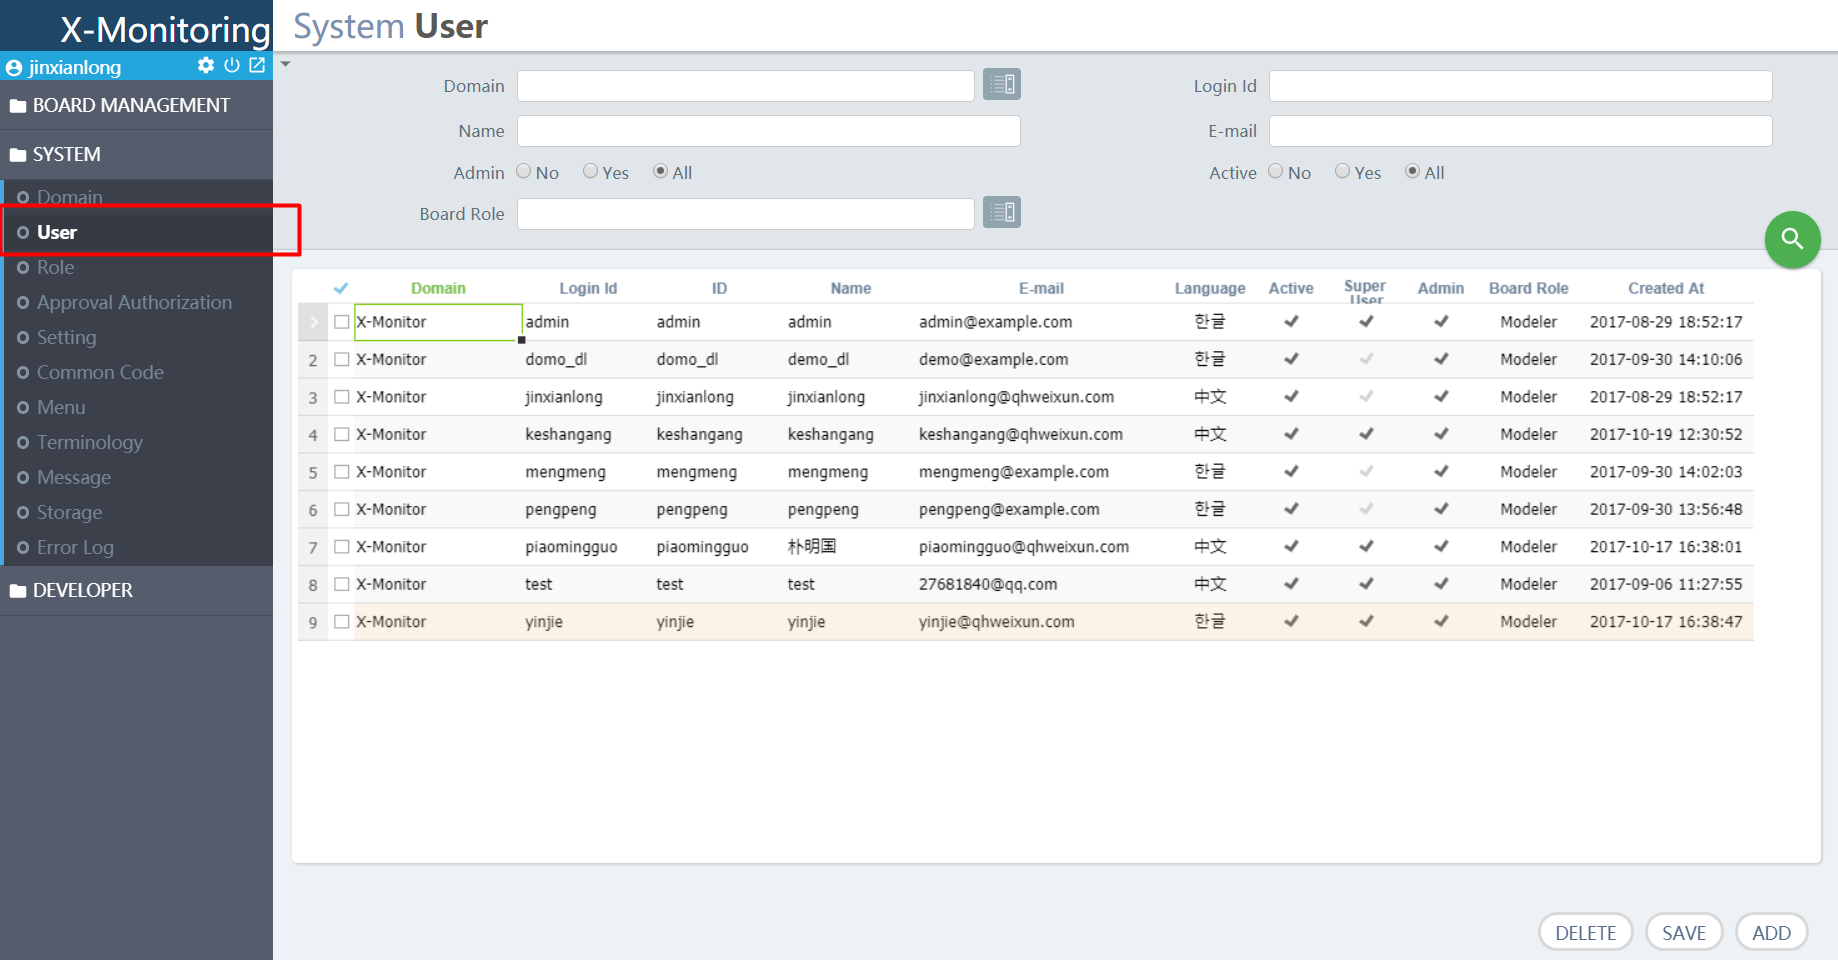 X-Monitoring
System User
jinxianlong
BOARD MANAGEMENT
SYSTEM
Domain
User
Role
Approval Authorization
Setting
Common Code
Menu
Terminology
Message
Storage
Error Log
DEVELOPER
Domain
Login Id
Name
E-mail
Admin No Yes All
Active No Yes All
Board Role
Domain Login Id ID Name E-mail Language Active Super User Admin Board Role Created At
X-Monitor admin admin admin admin@example.com 한글 Modeler 2017-08-29 18:52:17
2 X-Monitor domo_dl domo_dl demo_dl demo@example.com 한글 Modeler 2017-09-30 14:10:06
3 X-Monitor jinxianlong jinxianlong jinxianlong jinxianlong@qhweixun.com 中文 Modeler 2017-08-29 18:52:17
4 X-Monitor keshangang keshangang keshangang keshangang@qhweixun.com 中文 Modeler 2017-10-19 12:30:52
5 X-Monitor mengmeng mengmeng mengmeng mengmeng@example.com 한글 Modeler 2017-09-30 14:02:03
6 X-Monitor pengpeng pengpeng pengpeng pengpeng@example.com 한글 Modeler 2017-09-30 13:56:48
7 X-Monitor piaomingguo piaomingguo 朴明国 piaomingguo@qhweixun.com 中文 Modeler 2017-10-17 16:38:01
8 X-Monitor test test test 27681840@qq.com 中文 Modeler 2017-09-06 11:27:55
9 X-Monitor yinjie yinjie yinjie yinjie@qhweixun.com 한글 Modeler 2017-10-17 16:38:47
DELETE SAVE ADD